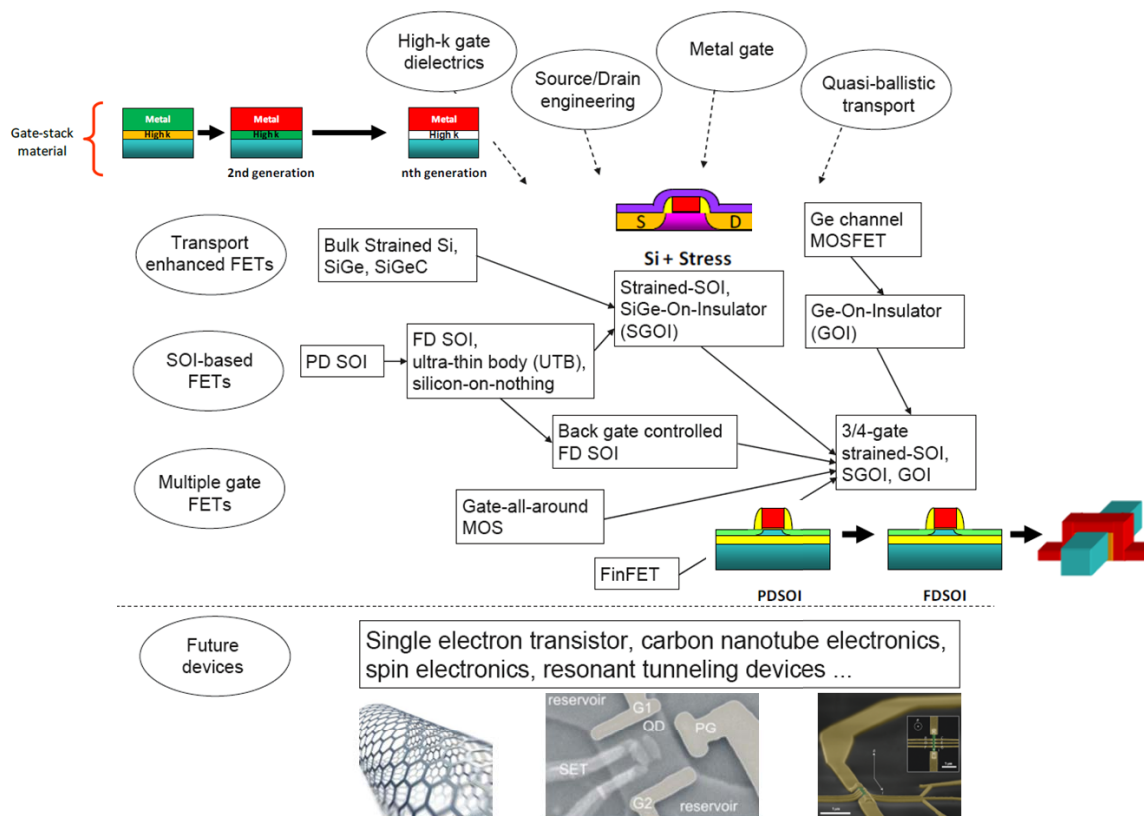 High-k gate
dielectrics
Source/Drain
engineering
Metal gate
Quasi-ballistic
transport
Gate-stack
material
Metal
High k
Metal
High k
2nd generation
Metal
High k
nth generation
S
D
Si + Stress
Transport
enhanced FETs
Bulk Strained Si,
SiGe, SiGeC
Strained-SOI,
SiGe-On-Insulator
(SGOI)
Ge channel
MOSFET
Ge-On-Insulator
(GOI)
SOI-based
FETs
PD SOI
FD SOI,
ultra-thin body (UTB),
silicon-on-nothing
Back gate controlled
FD SOI
3/4-gate
strained-SOI,
SGOI, GOI
Multiple gate
FETs
Gate-all-around
MOS
FinFET
PDSOI
FDSOI
Future
devices
Single electron transistor, carbon nanotube electronics,
spin electronics, resonant tunneling devices ...
reservoir
G1
QD
PG
SET
G2
reservoir